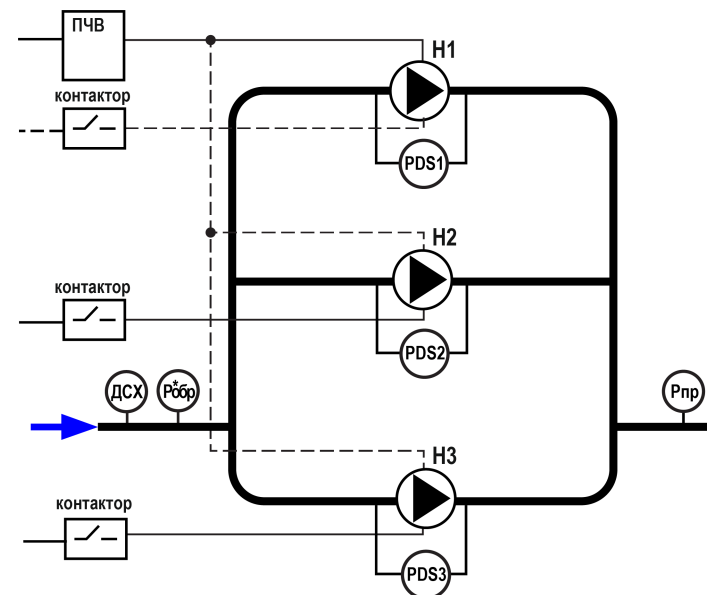 ПЧВ
Н1
контактор
PDS1
Н2
контактор
PDS2
ДСХ
Р*обр
Рпр
Н3
контактор
PDS3